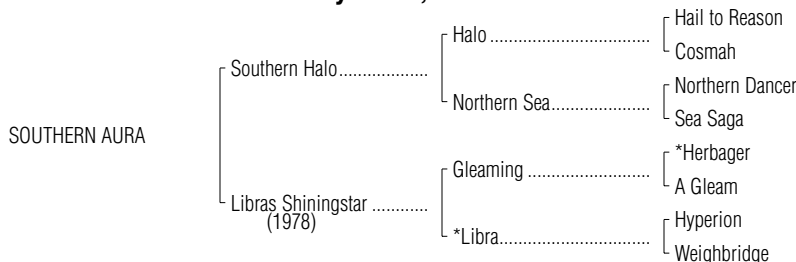 Hail to Reason
Halo ..................................
Cosmah
Southern Halo...................
Northern Dancer
Northern Sea.....................
Sea Saga
SOUTHERN AURA
*Herbager
Gleaming ..........................
A Gleam
Libras Shiningstar ............
(1978)
Hyperion
*Libra................................
Weighbridge